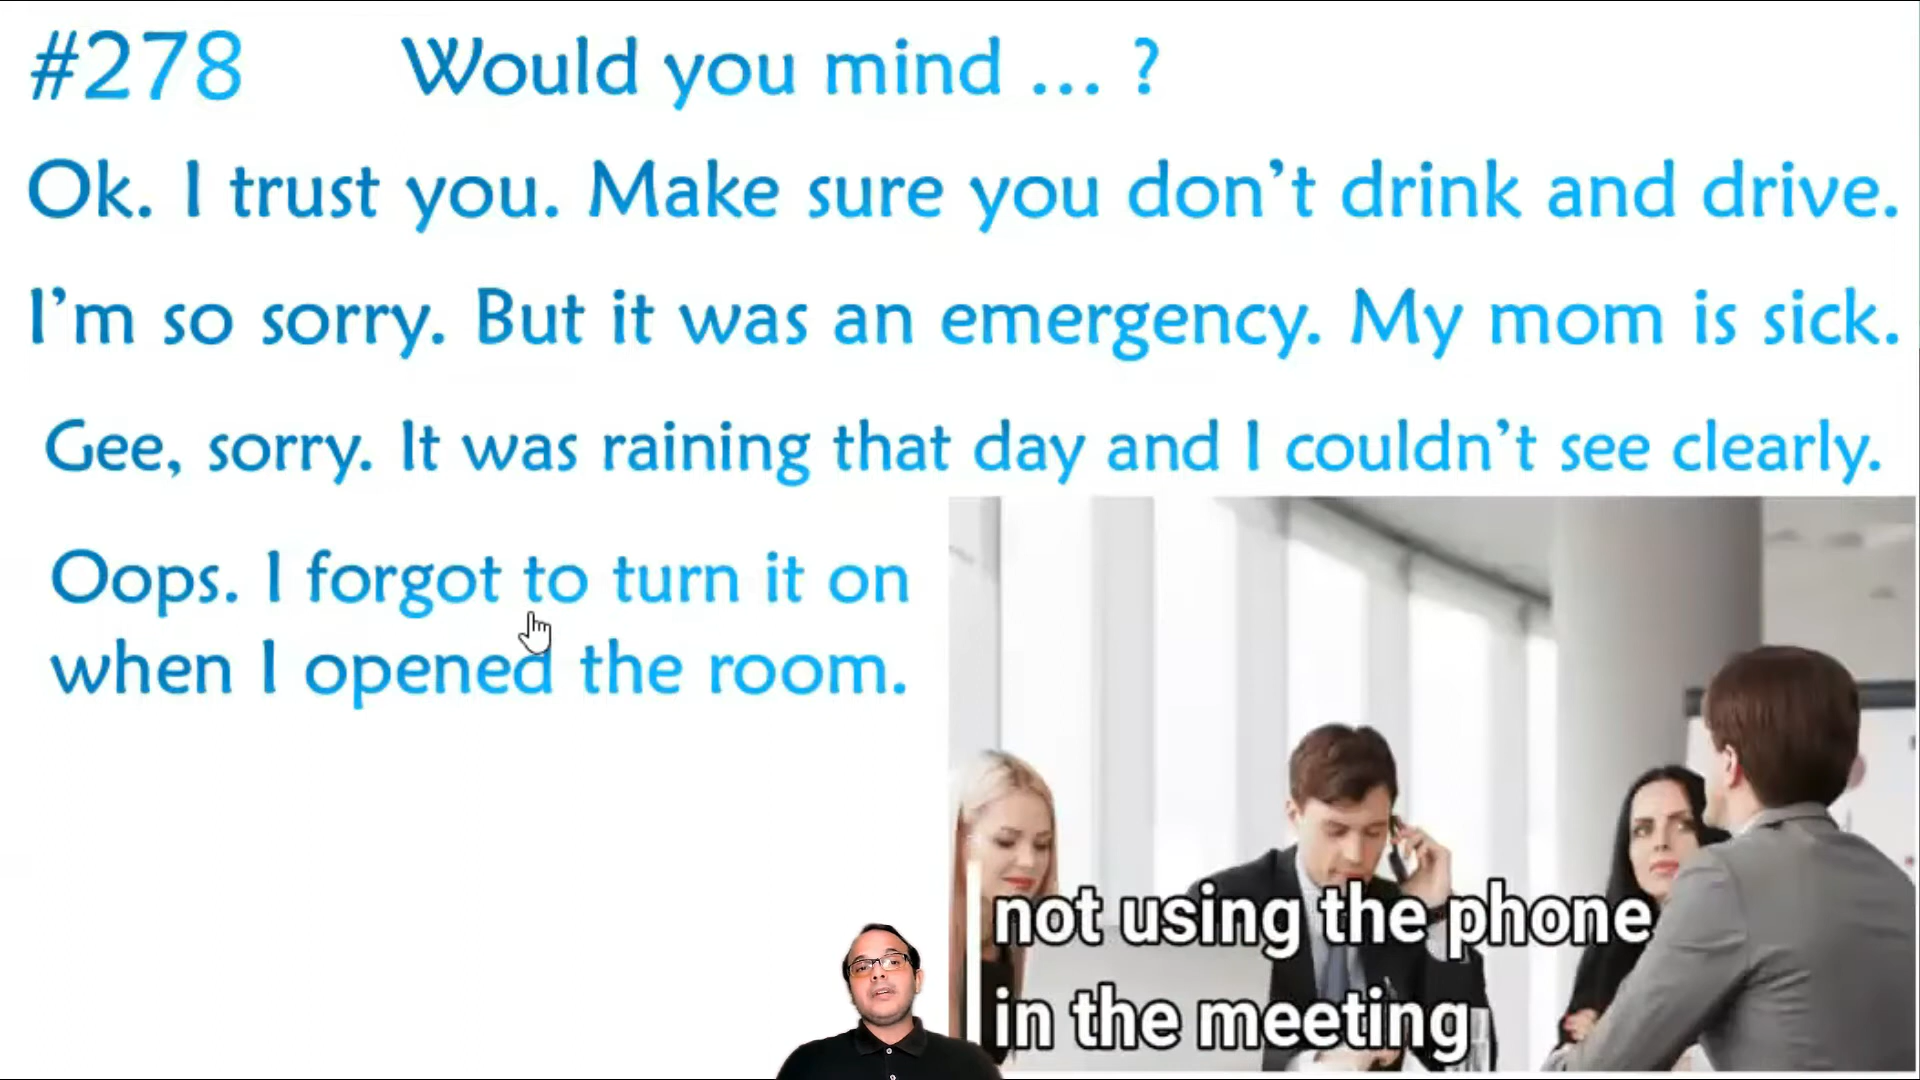 #278 Would you mind ... ?
Ok. I trust you. Make sure you don’t drink and drive.
I’m so sorry. But it was an emergency. My mom is sick.
Gee, sorry. It was raining that day and I couldn’t see clearly.
Oops. I forgot to turn it on
when I opened the room.
not using the phone
in the meeting